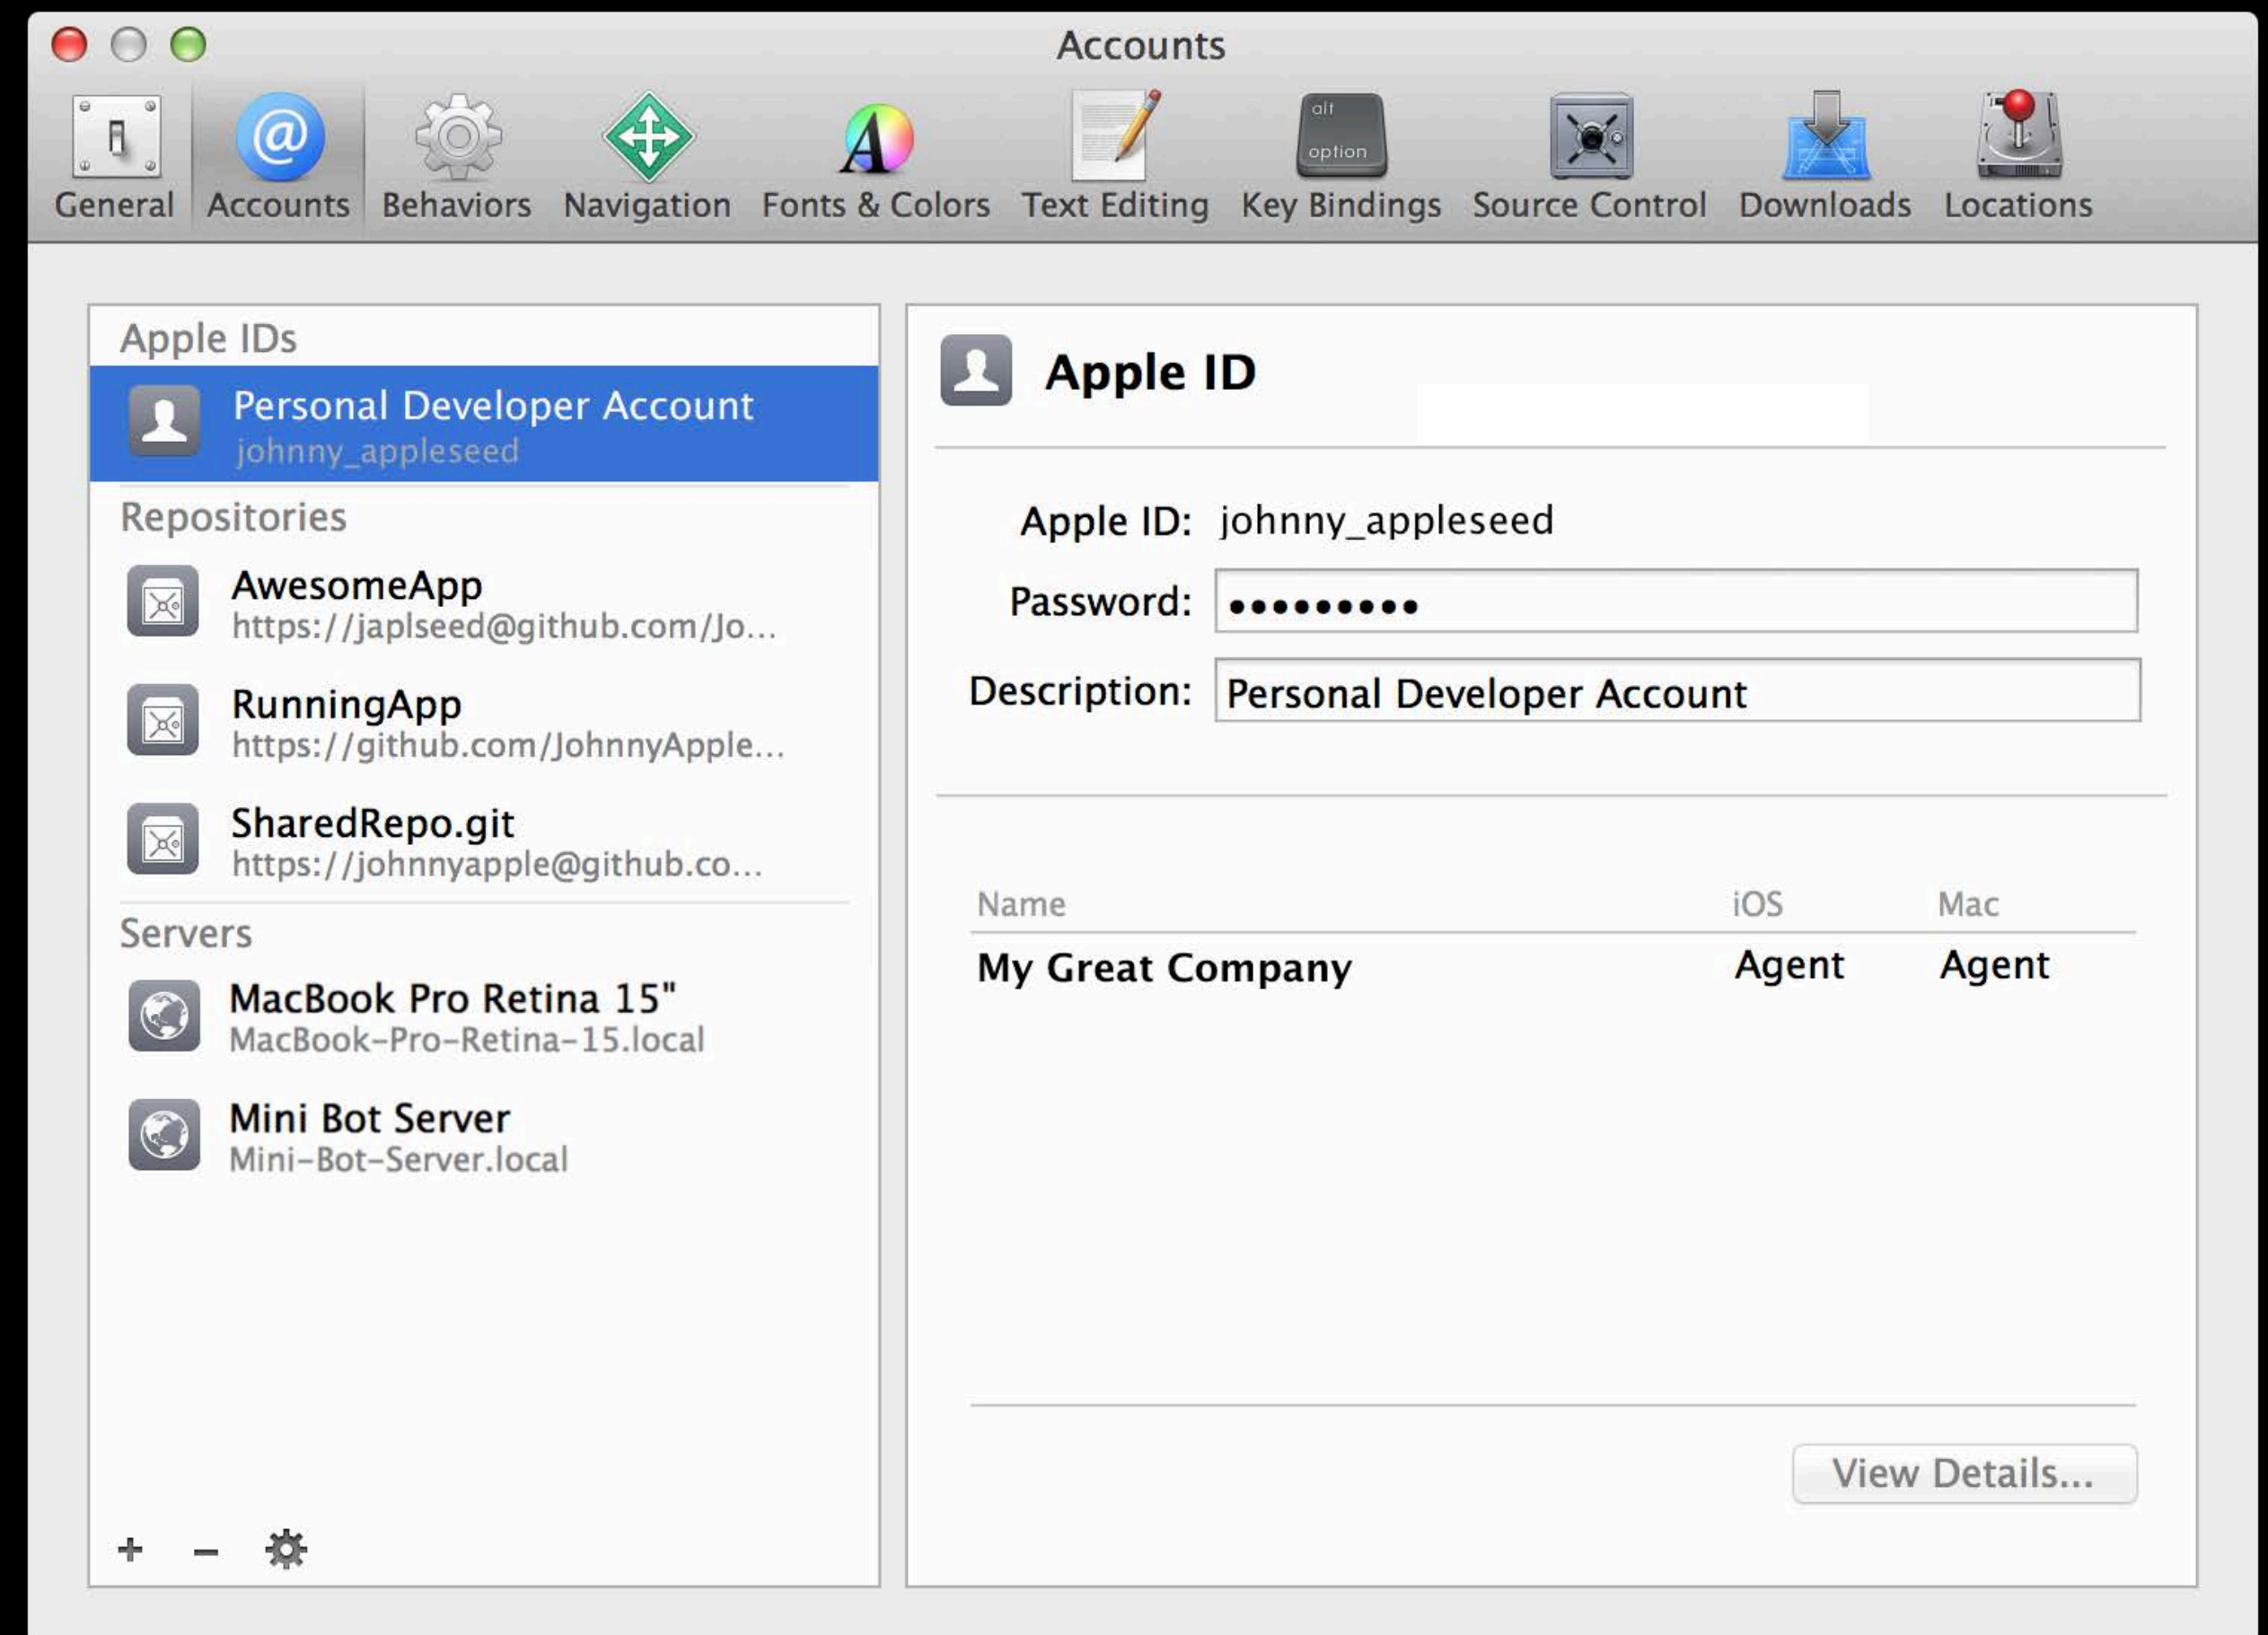 Accounts
alt
option
General Accounts Behaviors Navigation Fonts & Colors Text Editing Key Bindings Source Control Downloads Locations
Apple IDs
Personal Developer Account
johnny_appleseed
Repositories
AwesomeApp
https://japlseed@github.com/Jo...
RunningApp
https://github.com/JohnnyApple...
SharedRepo.git
https://johnnyapple@github.co...
Servers
MacBook Pro Retina 15"
MacBook-Pro-Retina-15.local
Mini Bot Server
Mini-Bot-Server.local
Apple ID
Apple ID: johnny_appleseed
Password: •••••••••
Description: Personal Developer Account
Name iOS Mac
My Great Company Agent Agent
View Details...